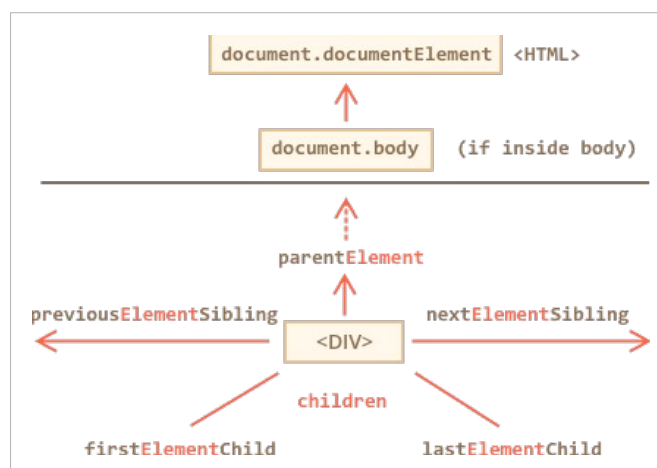 document.documentElement <HTML>
document.body (if inside body)
parentElement
previousElementSibling nextElementSibling
<DIV>
children
firstElementChild lastElementChild